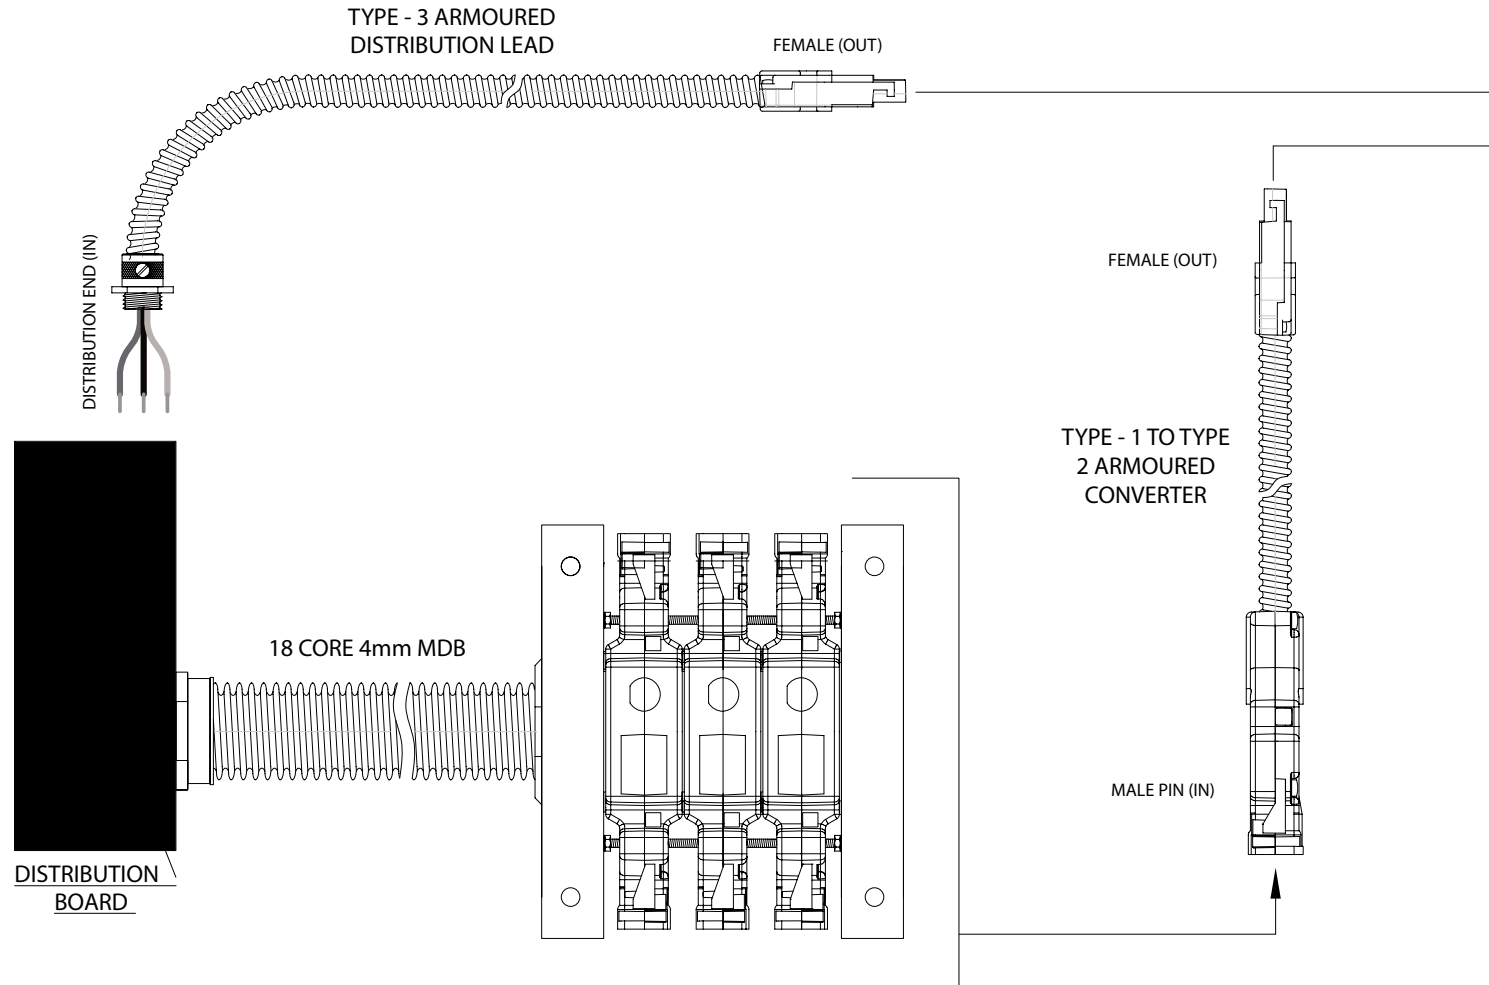 TYPE - 3 ARMOURED
DISTRIBUTION LEAD
FEMALE (OUT)
DISTRIBUTION END (IN)
FEMALE (OUT)
TYPE - 1 TO TYPE
2 ARMOURED
CONVERTER
18 CORE 4mm MDB
MALE PIN (IN)
DISTRIBUTION
BOARD